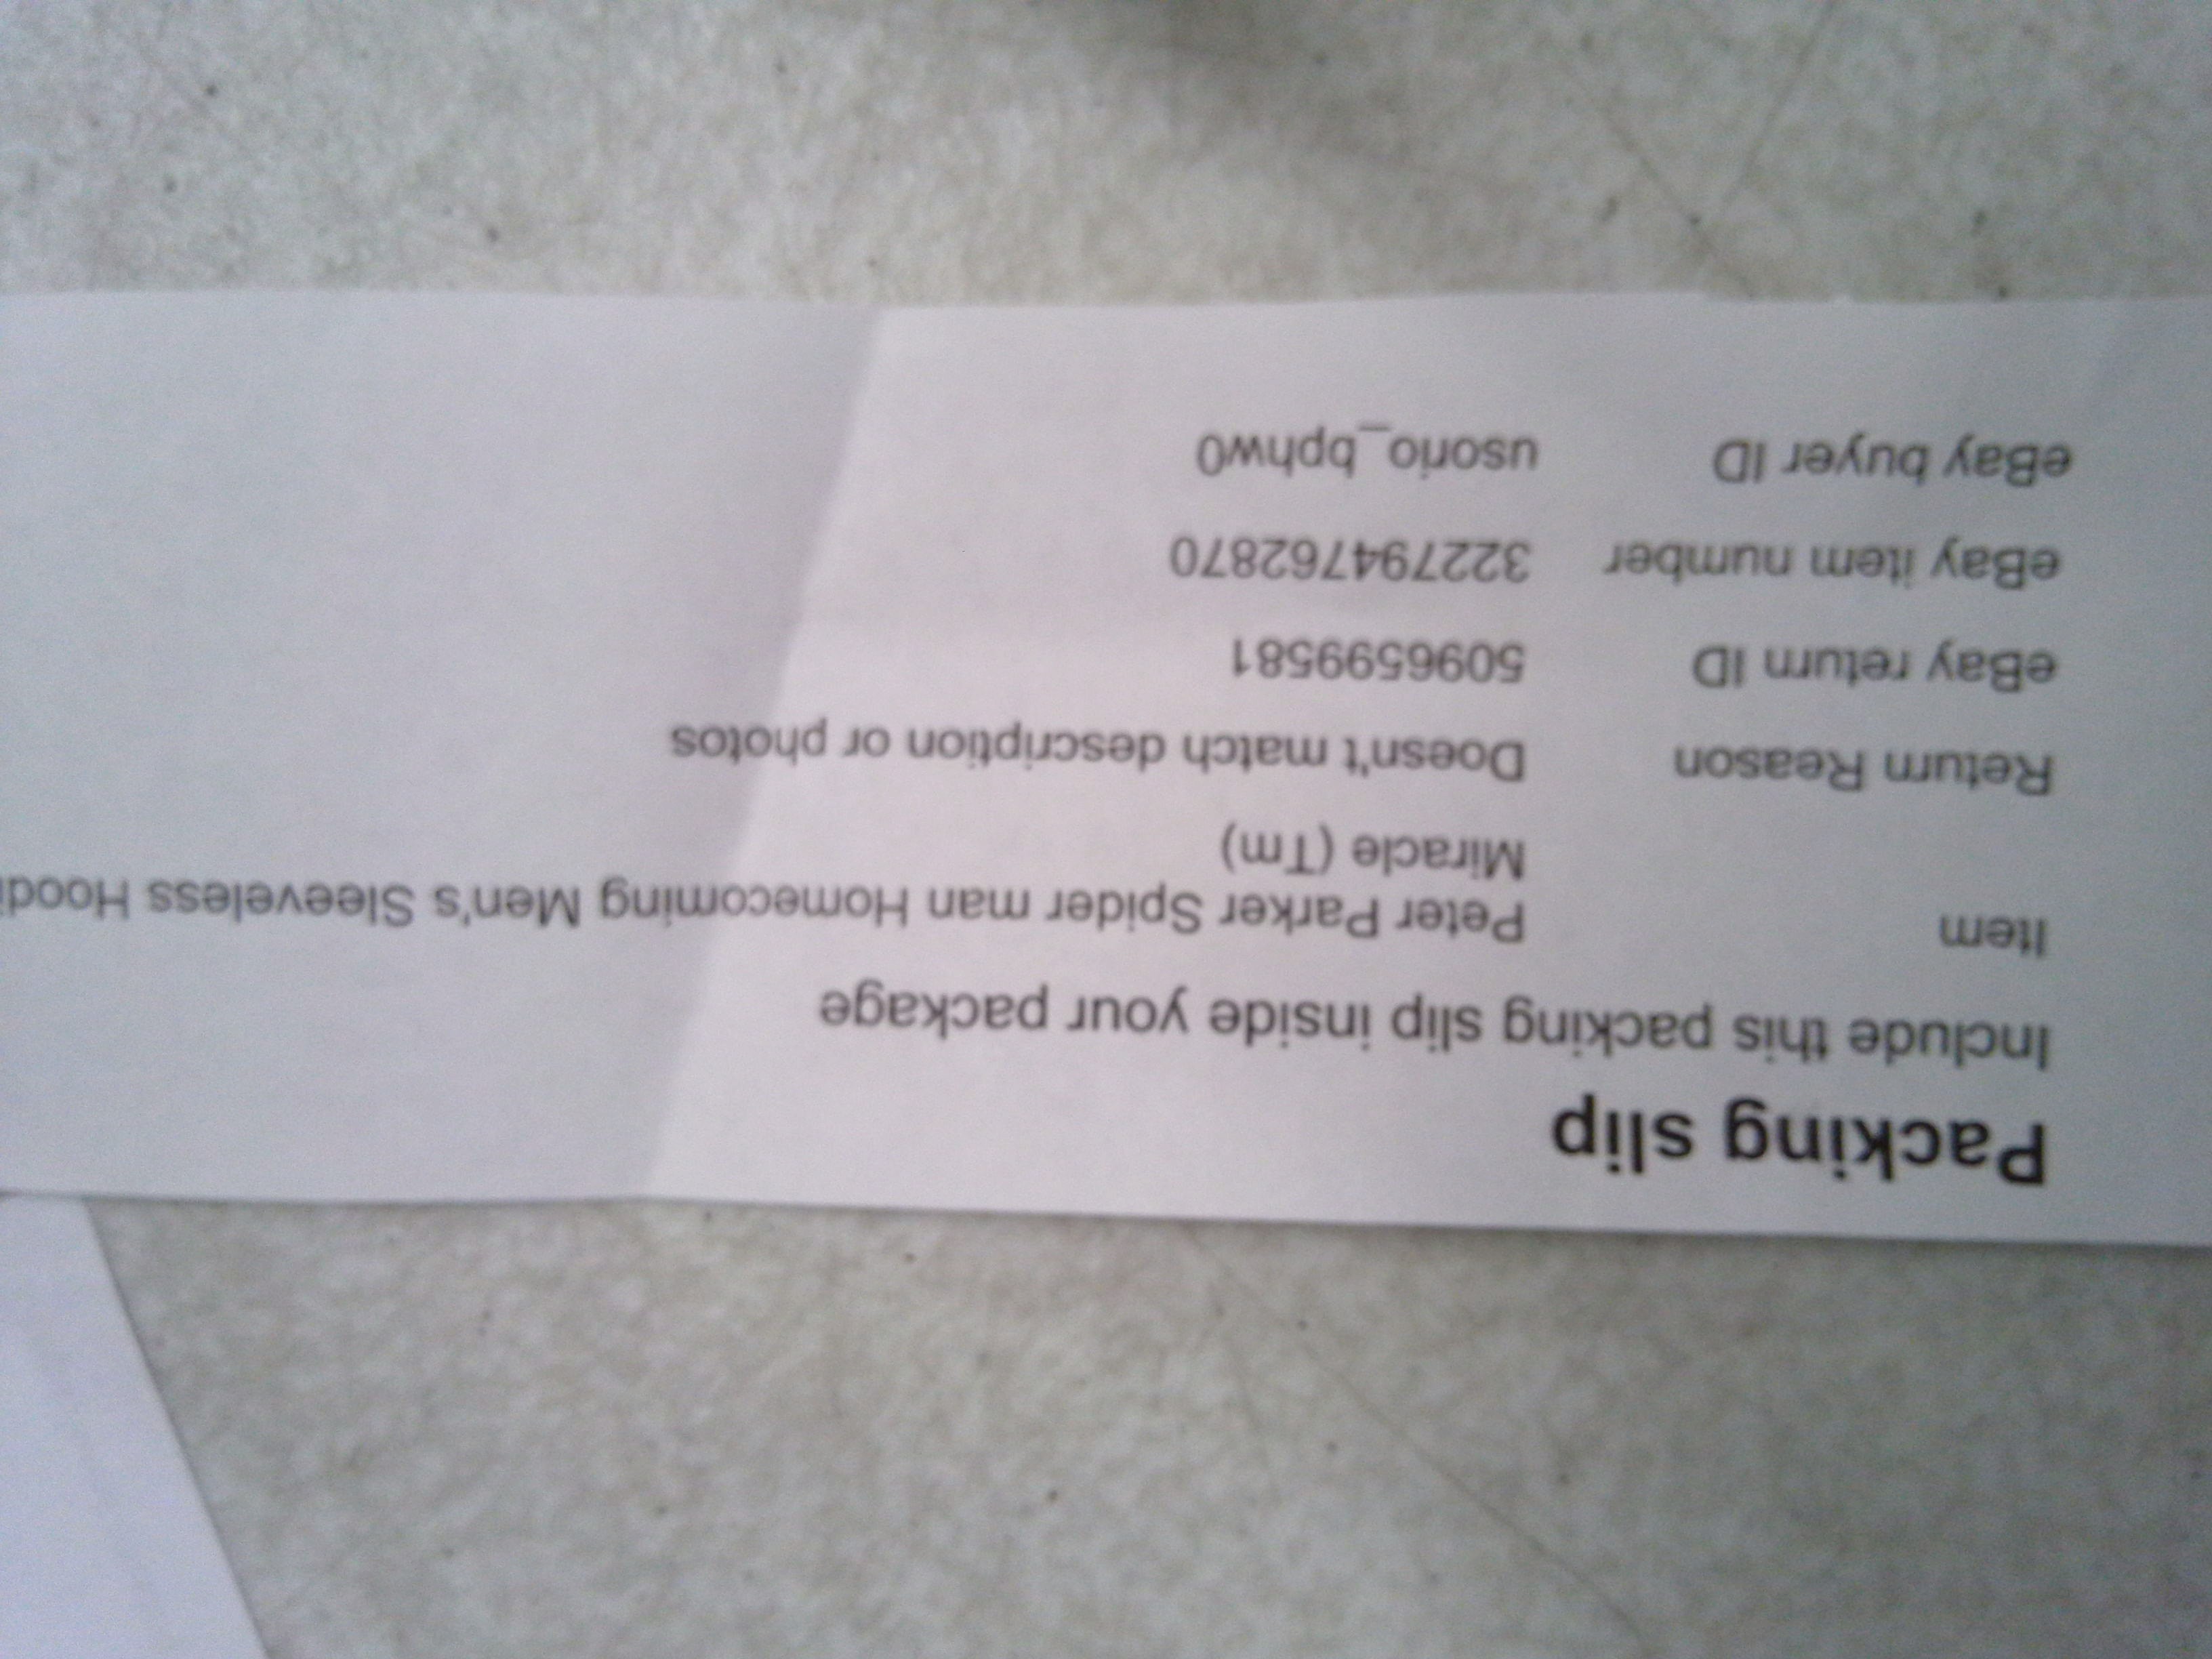 Packing slip
Include this packing slip inside your package
Item Peter Parker Spider man Homecoming Men's Sleeveless
Miracle (Tm)
Return Reason Doesn't match description or photos
eBay return ID 5096599581
eBay item number 322794762870
eBay buyer ID usorio_bphw0